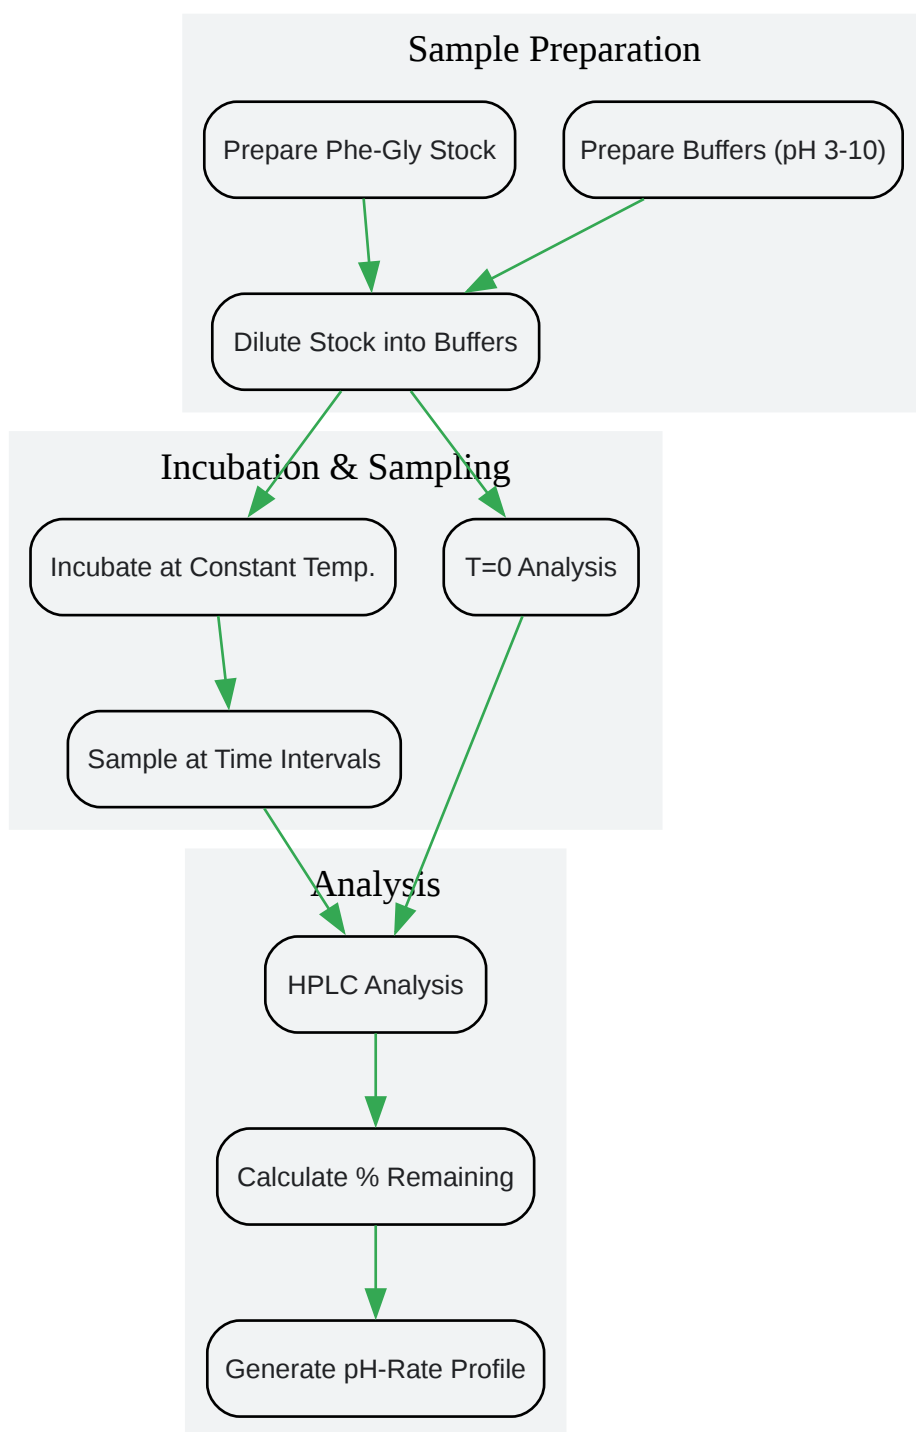 Sample Preparation
Prepare Phe-Gly Stock
Prepare Buffers (pH 3-10)
Dilute Stock into Buffers
Incubation & Sampling
Incubate at Constant Temp.
T=0 Analysis
Sample at Time Intervals
Analysis
HPLC Analysis
Calculate % Remaining
Generate pH-Rate Profile